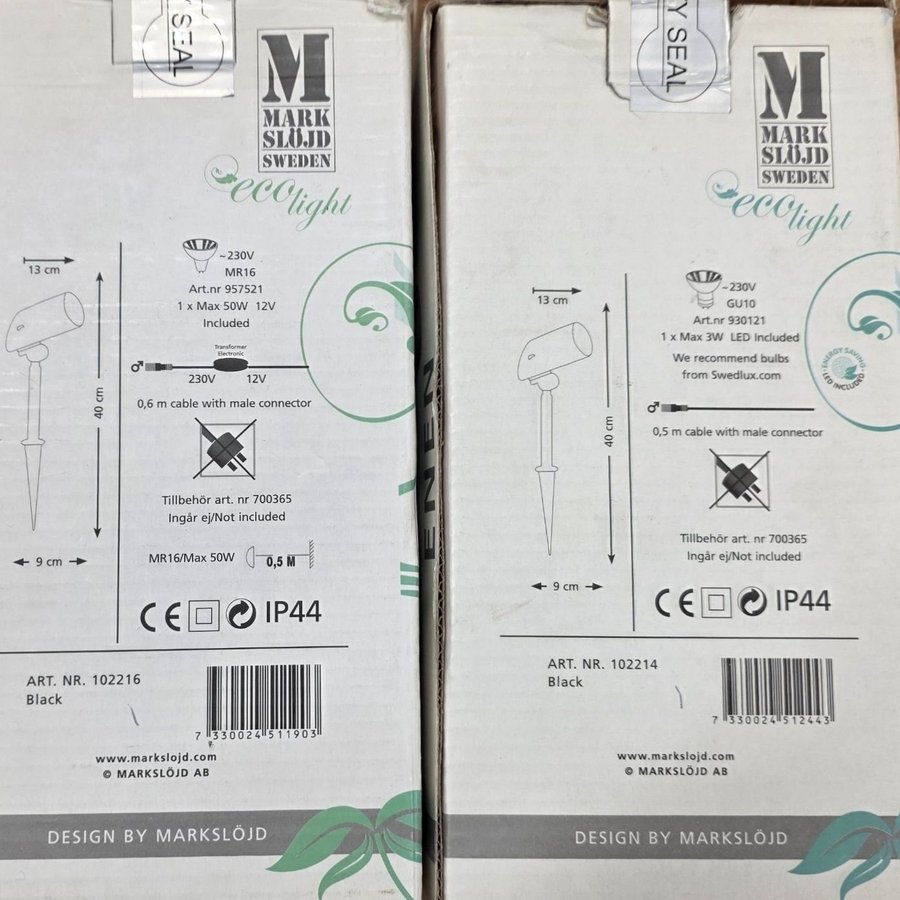 Y SEAL
M
MARK
SLÖJD
SWEDEN
eco light
13 cm
40 cm
9 cm
~230V
MR16
Art.nr 957521
1 x Max 50W 12V
Included
Transformer
Electronic
230V 12V
0,6 m cable with male connector
Tillbehör art. nr 700365
Ingår ej/Not included
MR16/Max 50W 0,5 M
CE IP44
ART. NR. 102216
Black
7 330024 511903
www.markslojd.com
© MARKSLÖJD AB
DESIGN BY MARKSLÖJD
ENEN
Y SEAL
M
MARK
SLÖJD
SWEDEN
eco light
13 cm
40 cm
9 cm
~230V
GU10
Art.nr 930121
1 x Max 3W LED Included
We recommend bulbs
from Swedlux.com
ENERGY SAVING
LED INCLUDED
0,5 m cable with male connector
Tillbehör art. nr 700365
Ingår ej/Not included
CE IP44
ART. NR. 102214
Black
7 330024 512443
www.markslojd.com
© MARKSLÖJD AB
DESIGN BY MARKSLÖJD